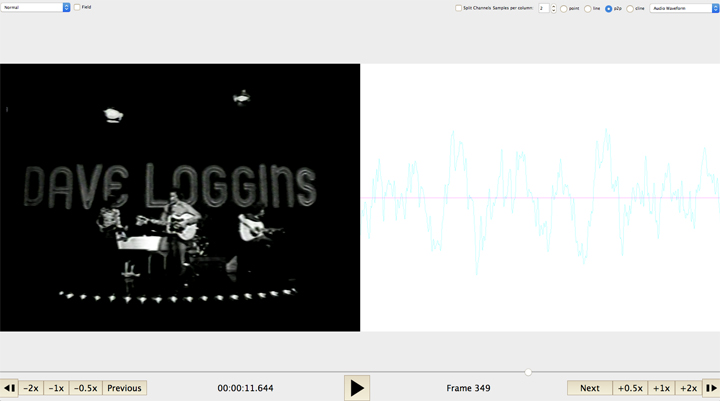 Normal
Field
Split Channels Samples per column: 2
point
line
p2p
cline
Audio Waveform
DAVE LOGGINS
-2x
-1x
-0.5x
Previous
00:00:11.644
Frame 349
Next
+0.5x
+1x
+2x